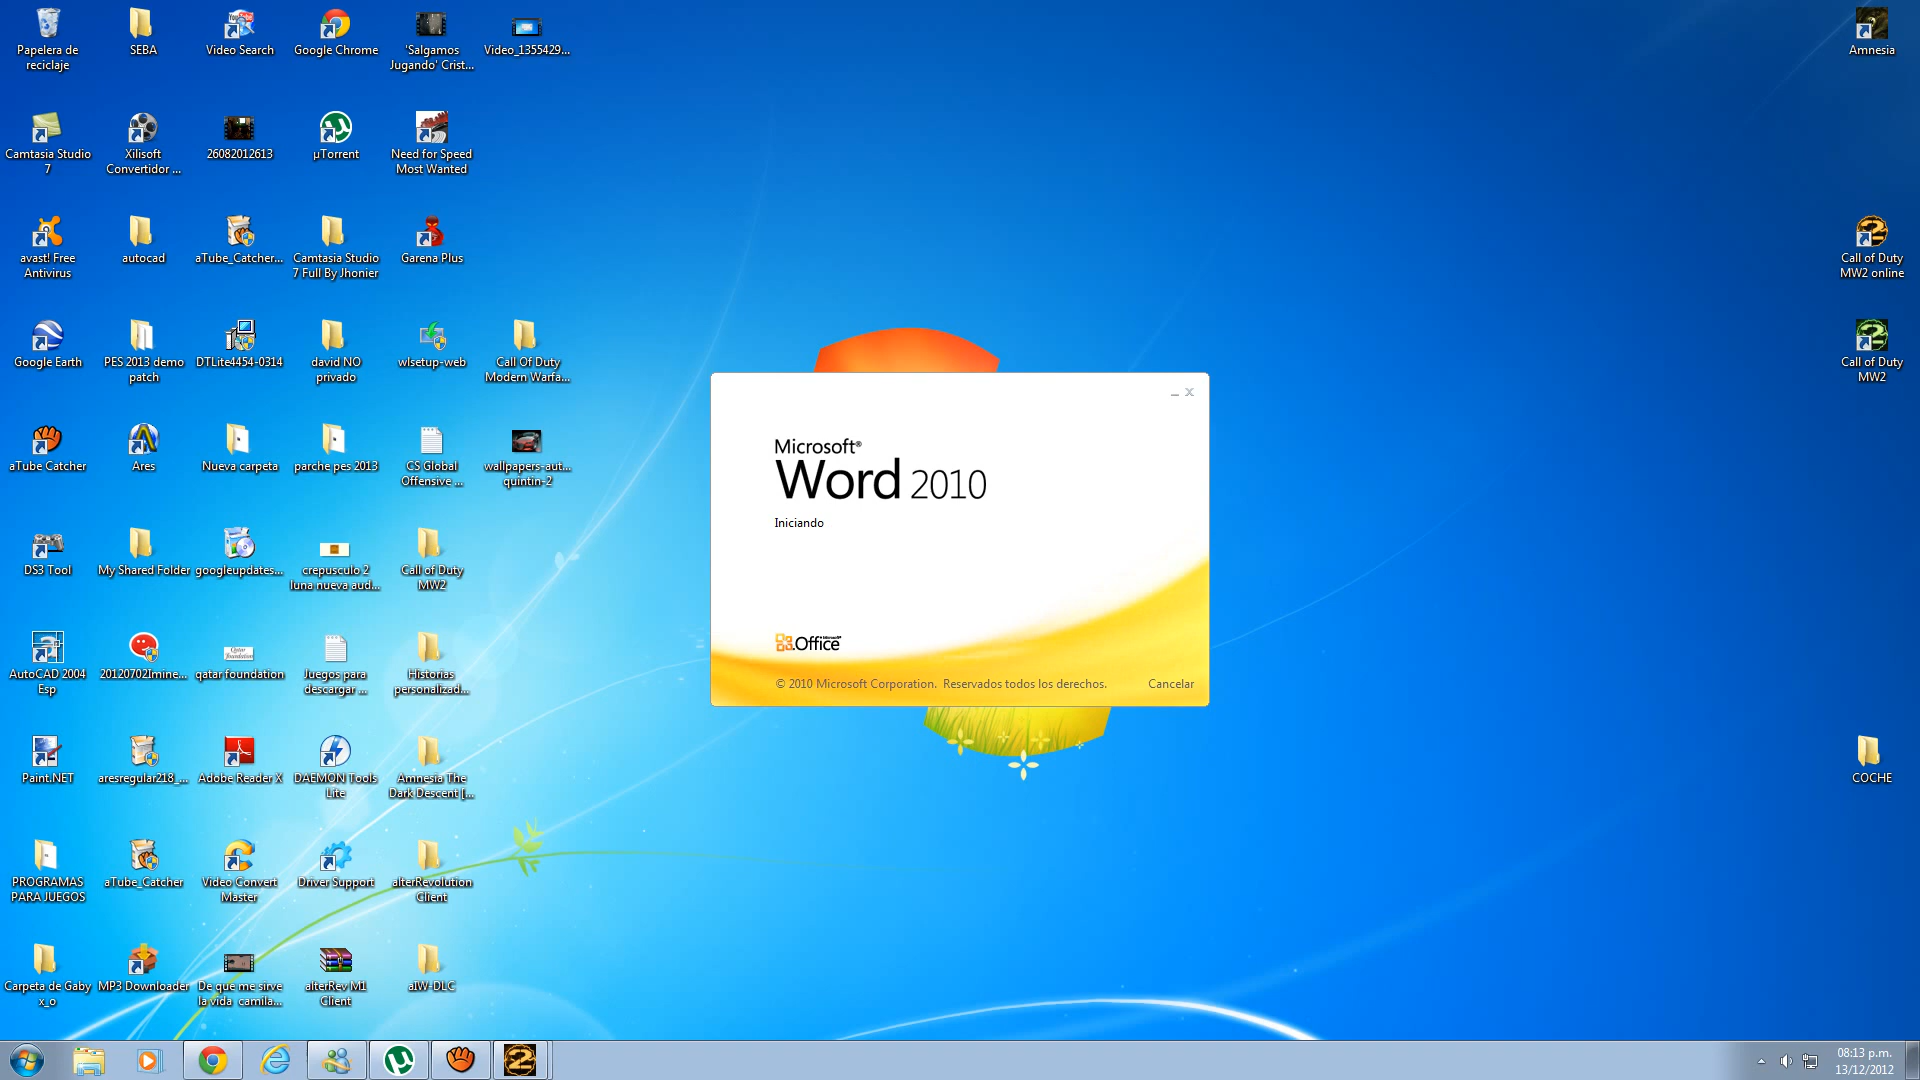 Papelera de
reciclaje
SEBA
Video Search
Google Chrome
'Salgamos
Jugando' Crist...
Video_1355429...
Amnesia
Camtasia Studio
7
Xilisoft
Convertidor ...
26082012613
µTorrent
Need for Speed
Most Wanted
avast! Free
Antivirus
autocad
aTube_Catcher...
Camtasia Studio
7 Full By Jhonier
Garena Plus
Call of Duty
MW2 online
Google Earth
PES 2013 demo
patch
DTLite4454-0314
david NO
privado
wlsetup-web
Call Of Duty
Modern Warfa...
Call of Duty
MW2
aTube Catcher
Ares
Nueva carpeta
parche pes 2013
CS Global
Offensive ...
wallpapers-aut...
quintin-2
Microsoft®
Word 2010
Iniciando
DS3 Tool
My Shared Folder
googleupdates...
crepusculo 2
luna nueva aud...
Call of Duty
MW2
AutoCAD 2004
Esp
20120702Imine...
qatar foundation
Juegos para
descargar ...
Historias
personalizad...
Microsoft
Office
© 2010 Microsoft Corporation. Reservados todos los derechos.
Cancelar
Paint.NET
aresregular218_...
Adobe Reader X
DAEMON Tools
Lite
Amnesia The
Dark Descent [...
COCHE
PROGRAMAS
PARA JUEGOS
aTube_Catcher
Video Convert
Master
Driver Support
alterRevolution
Client
Carpeta de Gaby
x_o
MP3 Downloader
De que me sirve
la vida camila...
alterRev M1
Client
aIW-DLC
08:13 p.m.
13/12/2012